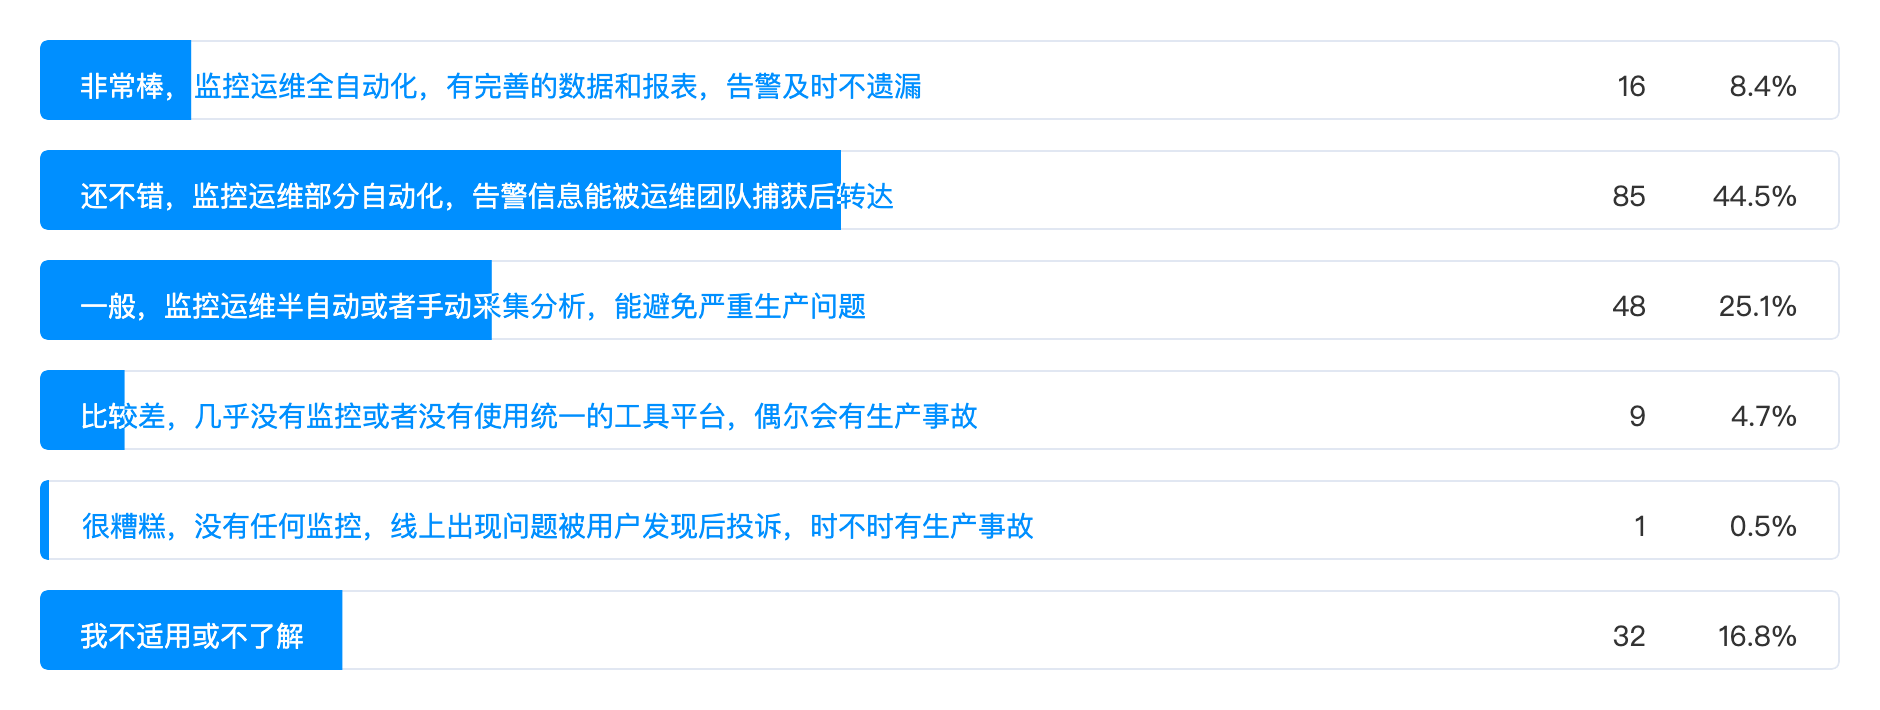 非常棒，监控运维全自动化，有完善的数据和报表，告警及时不遗漏 16 8.4%
还不错，监控运维部分自动化，告警信息能被运维团队捕获后转达 85 44.5%
一般，监控运维半自动或者手动采集分析，能避免严重生产问题 48 25.1%
比较差，几乎没有监控或者没有使用统一的工具平台，偶尔会有生产事故 9 4.7%
很糟糕，没有任何监控，线上出现问题被用户发现后投诉，时不时有生产事故 1 0.5%
我不适用或不了解 32 16.8%